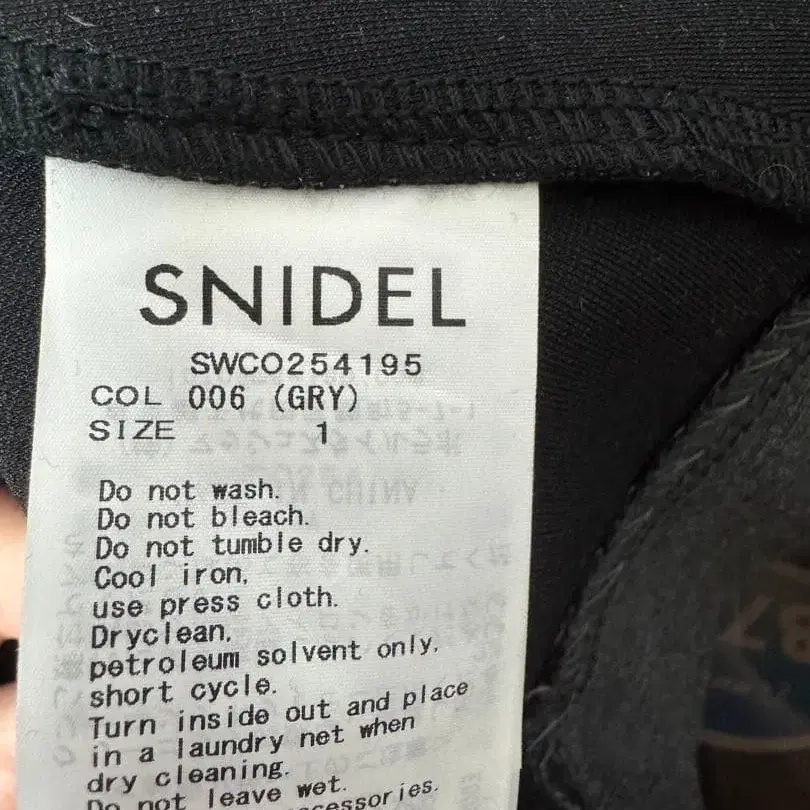 SNIDEL
SWCO254195
COL 006 (GRY)
SIZE 1
Do not wash.
Do not bleach.
Do not tumble dry.
Cool iron,
use press cloth.
Dryclean,
petroleum solvent only,
short cycle.
Turn inside out and place
in a laundry net when
dry cleaning.
Do not leave wet.